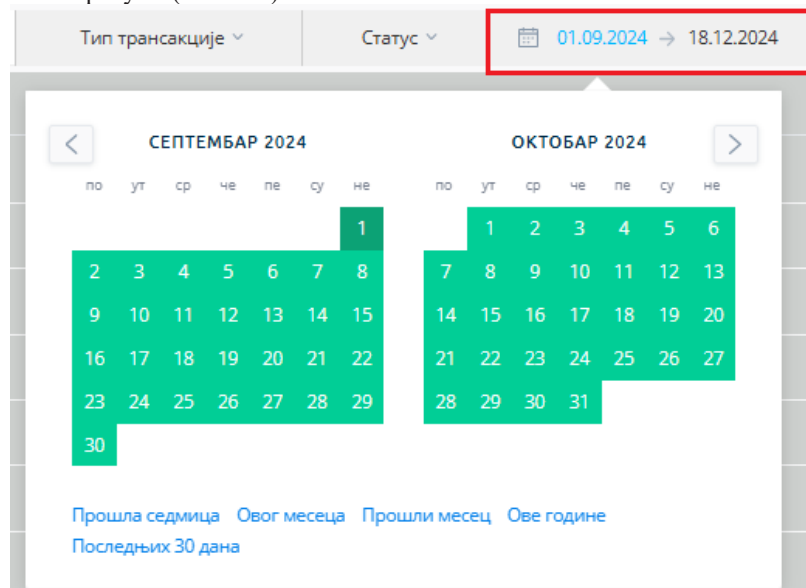 Тип трансакције Статус 01.09.2024 → 18.12.2024
< СЕПТЕМБАР 2024 ОКТОБАР 2024 >
по ут ср че пе су не по ут ср че пе су не
1 1 2 3 4 5 6
2 3 4 5 6 7 8 7 8 9 10 11 12 13
9 10 11 12 13 14 15 14 15 16 17 18 19 20
16 17 18 19 20 21 22 21 22 23 24 25 26 27
23 24 25 26 27 28 29 28 29 30 31
30
Прошла седмица Овог месеца Прошли месец Ове године
Последњих 30 дана